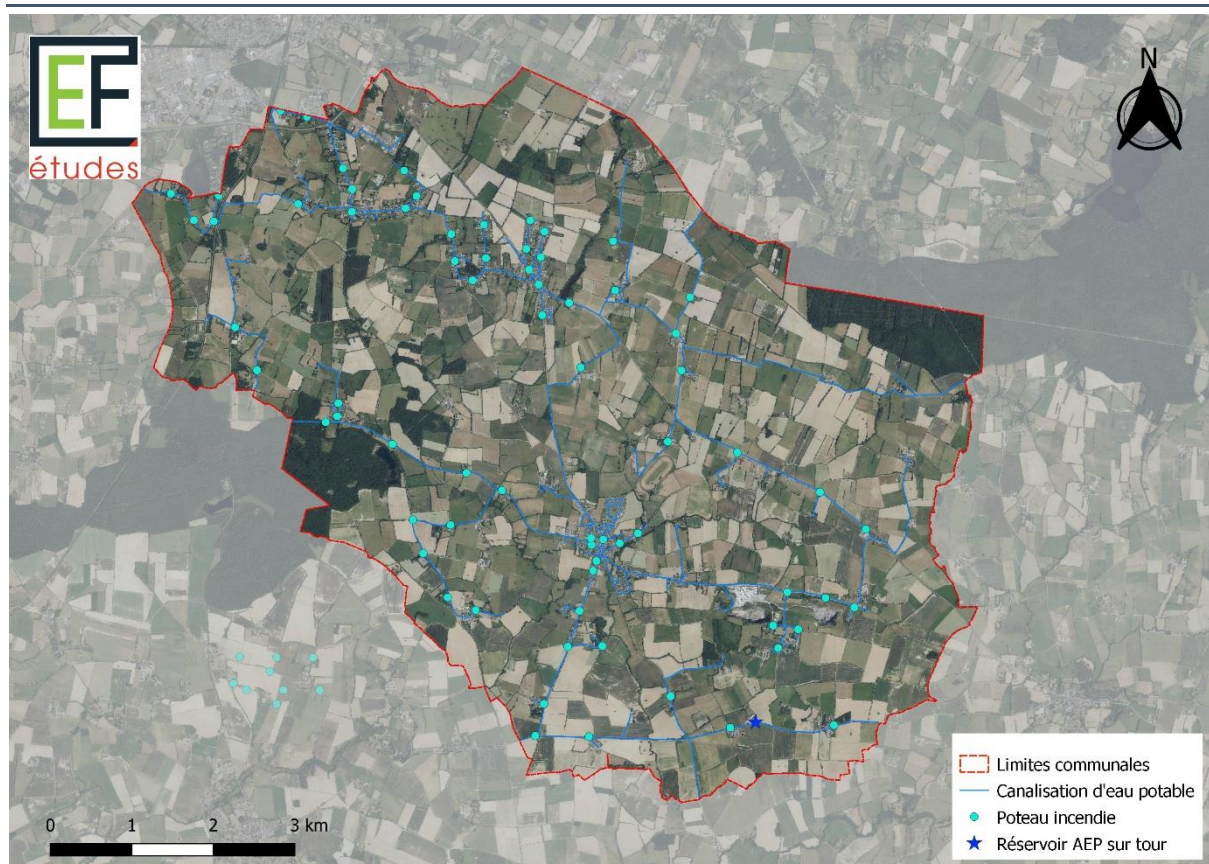 EF
études
N
Limites communales
Canalisation d'eau potable
Poteau incendie
Réservoir AEP sur tour
0 1 2 3 km